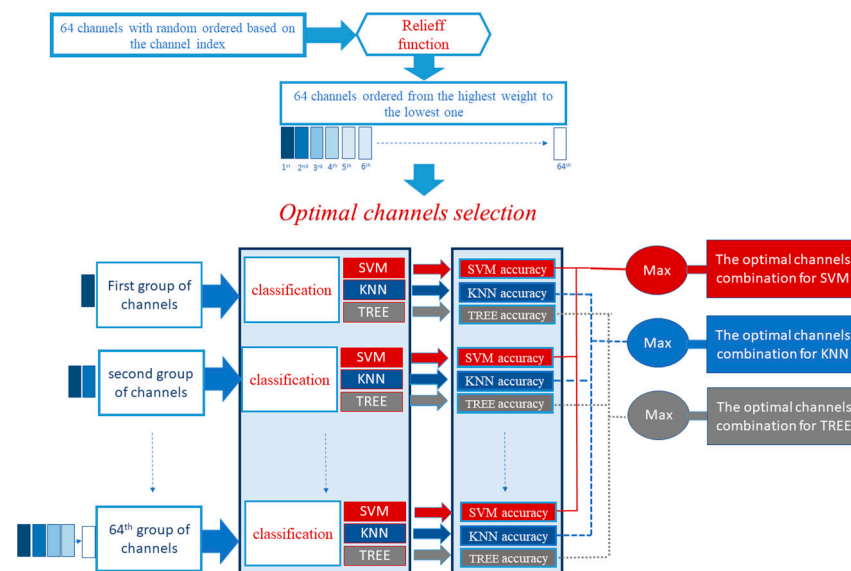 64 channels with random ordered based on
the channel index
Relieff
function
64 channels ordered from the highest weight to
the lowest one
1st 2nd 3rd 4th 5th 6th 64th
Optimal channels selection
First group of
channels
classification
SVM
KNN
TREE
SVM accuracy
KNN accuracy
TREE accuracy
Max
The optimal channels
combination for SVM
second group
of channels
classification
SVM
KNN
TREE
SVM accuracy
KNN accuracy
TREE accuracy
Max
The optimal channels
combination for KNN
Max
The optimal channels
combination for TREE
64th group of
channels
classification
SVM
KNN
TREE
SVM accuracy
KNN accuracy
TREE accuracy